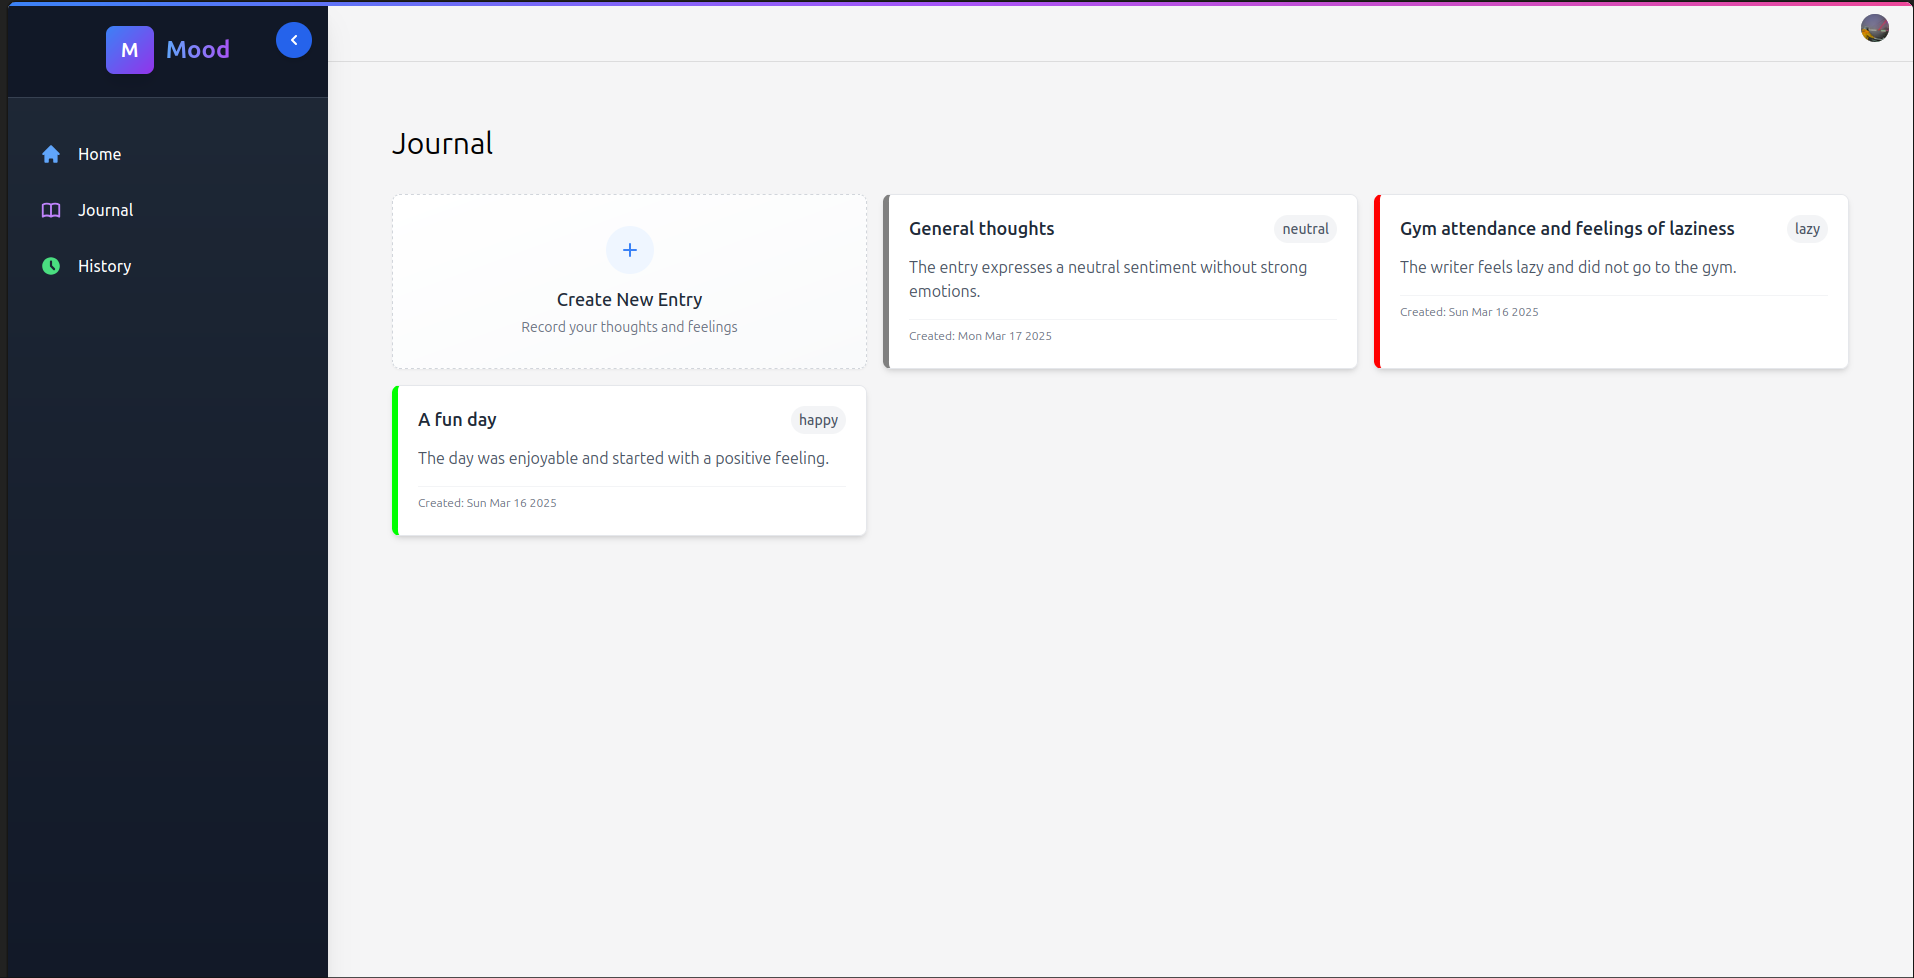 M Mood
Home
Journal
History
Journal
Create New Entry
Record your thoughts and feelings
General thoughts
neutral
The entry expresses a neutral sentiment without strong
emotions.
Created: Mon Mar 17 2025
Gym attendance and feelings of laziness
lazy
The writer feels lazy and did not go to the gym.
Created: Sun Mar 16 2025
A fun day
happy
The day was enjoyable and started with a positive feeling.
Created: Sun Mar 16 2025